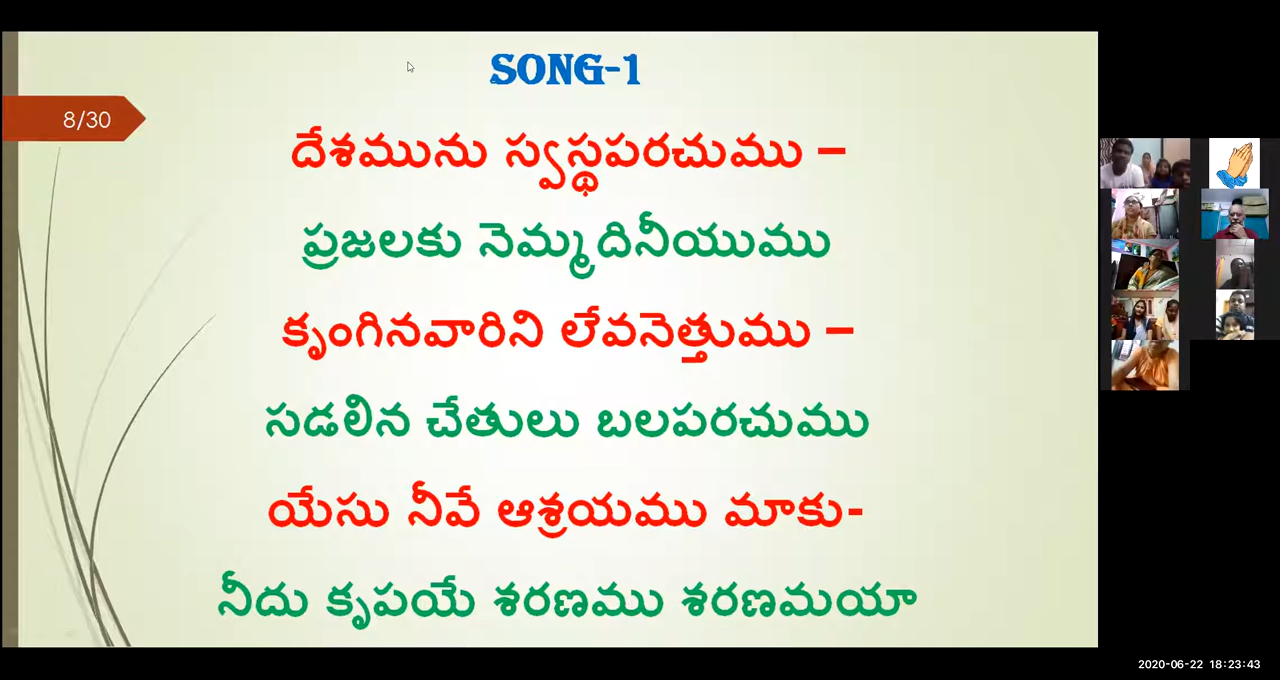 SONG-1
8/30
దేశమును స్వస్థపరచుము –
ప్రజలకు నెమ్మదినీయుము
కృంగినవారిని లేవనెత్తుము –
సడలిన చేతులు బలపరచుము
యేసు నీవే ఆశ్రయము మాకు-
నీదు కృపయే శరణము శరణమయా
2020-06-22 18:23:43